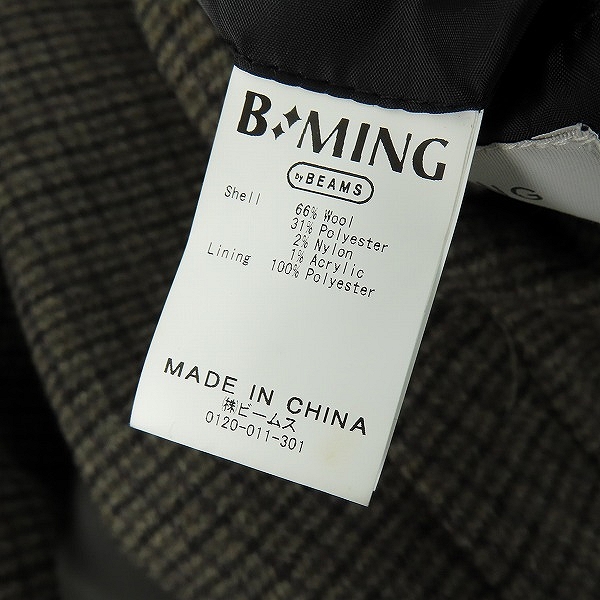 B MING
by BEAMS
Shell 66% Wool
31% Polyester
2% Nylon
1% Acrylic
Lining 100% Polyester
MADE IN CHINA
㈱ビームス
0120-011-301
NG